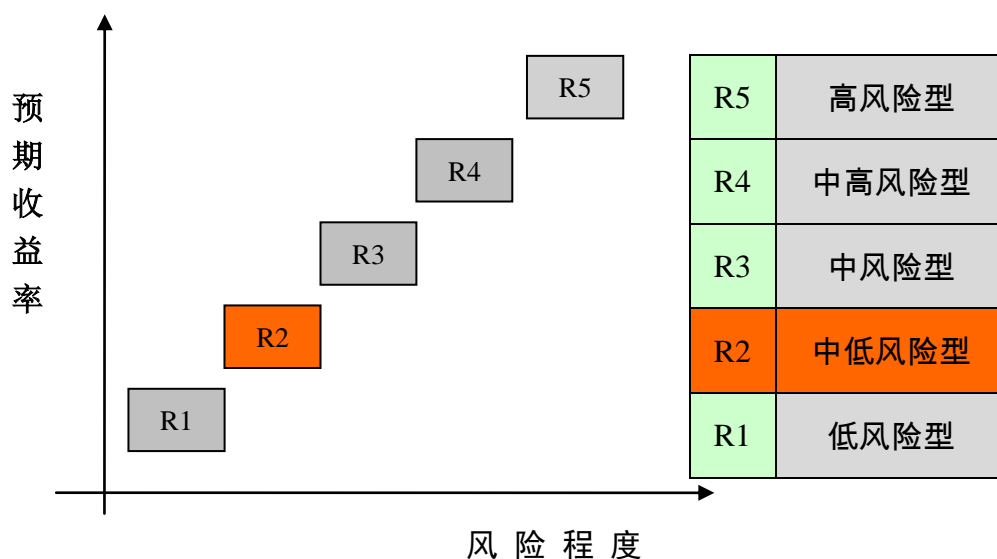 预期收益率
R5
R4
R3
R2
R1
风险程度
R5 高风险型
R4 中高风险型
R3 中风险型
R2 中低风险型
R1 低风险型